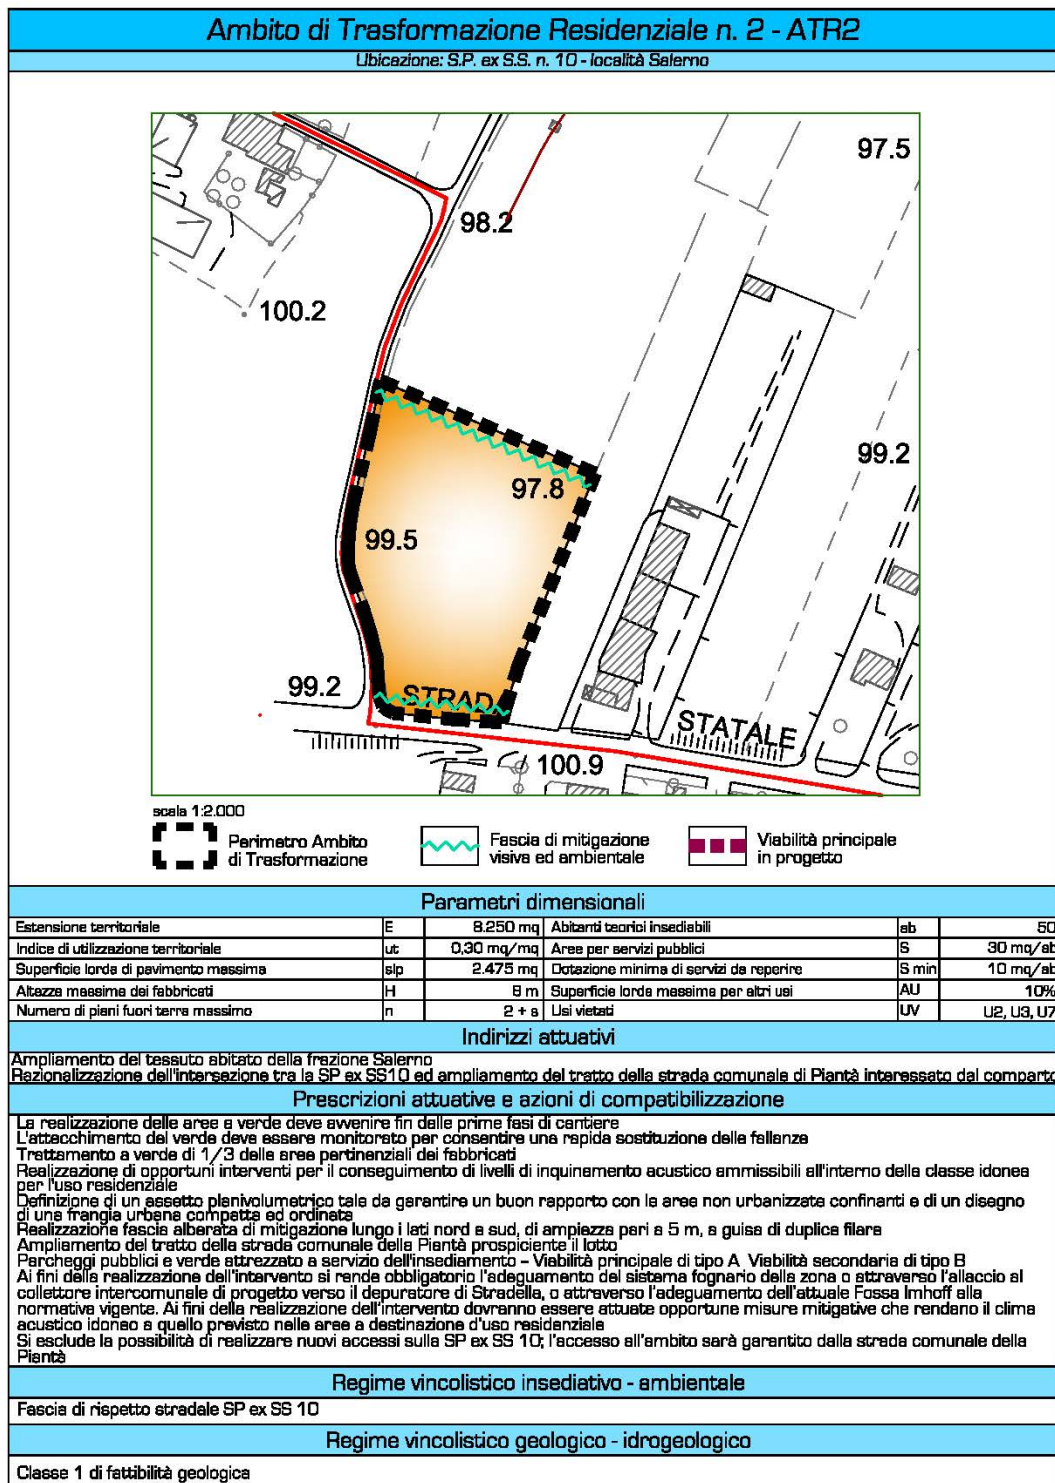 Ambito di Trasformazione Residenziale n. 2 - ATR2
Ubicazione: S.P. ex S.S. n. 10 - località Salerno
97.5
98.2
100.2
99.2
97.8
99.5
99.2
STRAD
STATALE
100.9
scala 1:2.000
Perimetro Ambito
di Trasformazione
Fascia di mitigazione
visiva ed ambientale
Viabilità principale
in progetto
Parametri dimensionali
Estensione territoriale E 8.250 mq Abitanti teorici insediabili ab 50
Indice di utilizzazione territoriale ut 0,30 mq/mq Aree per servizi pubblici S 30 mq/ab
Superficie lorda di pavimento massima slp 2.475 mq Dotazione minima di servizi da reperire S min 10 mq/ab
Altezza massima dei fabbricati H m Superficie lorda massima per altri usi AU 10%
Numero di piani fuori terra massimo n 2 + s Usi vietati UV U2, U3, U7
Indirizzi attuativi
Ampliamento del tessuto abitato della frazione Salerno
Razionalizzazione dell'intersezione tra la SP ex SS10 ed ampliamento del tratto della strada comunale di Piantà interessato dal comparto
Prescrizioni attuative e azioni di compatibilizzazione
La realizzazione delle aree a verde deve avvenire fin dalle prime fasi di cantiere
L'attecchimento del verde deve essere monitorato per consentire una rapida sostituzione delle fallanze
Trattamento a verde di 1/3 delle aree pertinenziali dei fabbricati
Realizzazione di opportuni interventi per il conseguimento di livelli di inquinamento acustico ammissibili all'interno della classe idonea
per l'uso residenziale
Definizione di un assetto planivolumetrico tale da garantire un buon rapporto con le aree non urbanizzate confinanti e di un disegno
di una frangia urbana compatta ed ordinata
Realizzazione fascia alberata di mitigazione lungo i lati nord e sud, di ampiezza pari a 5 m, a guisa di duplice filare
Ampliamento del tratto della strada comunale della Piantà prospiciente il lotto
Parcheggi pubblici e verde attrezzato a servizio dell'insediamento - Viabilità principale di tipo A Viabilità secondaria di tipo B
Ai fini della realizzazione dell'intervento si rende obbligatorio l'adeguamento del sistema fognario della zona o attraverso l'allaccio al
collettore intercomunale di progetto verso il depuratore di Stradella, o attraverso l'adeguamento dell'attuale Fossa Imhoff alla
normativa vigente. Ai fini della realizzazione dell'intervento dovranno essere attuate opportune misure mitigative che rendano il clima
acustico idoneo a quello previsto nelle aree a destinazione d'uso residenziale
Si esclude la possibilità di realizzare nuovi accessi sulla SP ex SS 10; l'accesso all'ambito sarà garantito dalla strada comunale della
Piantà
Regime vincolistico insediativo - ambientale
Fascia di rispetto stradale SP ex SS 10
Regime vincolistico geologico - idrogeologico
Classe 1 di fattibilità geologica